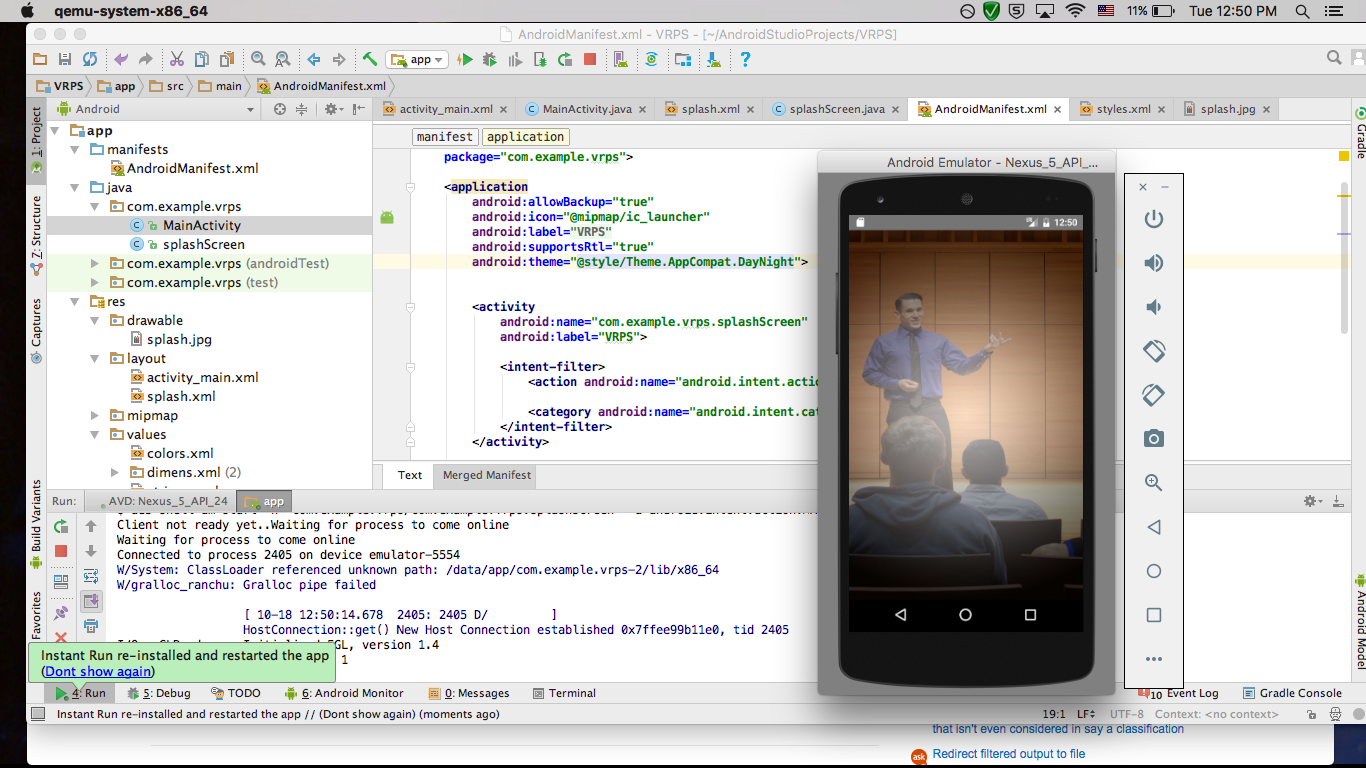 qemu-system-x86_64
11%
Tue 12:50 PM
AndroidManifest.xml - VRPS - [~/AndroidStudioProjects/VRPS]
app
VRPS app src main AndroidManifest.xml
Android
activity_main.xml MainActivity.java splash.xml splashScreen.java AndroidManifest.xml styles.xml splash.jpg
1: Project
Z: Structure
Captures
Build Variants
Favorites
app
manifests
AndroidManifest.xml
java
com.example.vrps
MainActivity
splashScreen
com.example.vrps (androidTest)
com.example.vrps (test)
res
drawable
splash.jpg
layout
activity_main.xml
splash.xml
mipmap
values
colors.xml
dimens.xml (2)
manifest application
package="com.example.vrps">
<application
android:allowBackup="true"
android:icon="@mipmap/ic_launcher"
android:label="VRPS"
android:supportsRtl="true"
android:theme="@style/Theme.AppCompat.DayNight">
<activity
android:name="com.example.vrps.splashScreen"
android:label="VRPS">
<intent-filter>
<action android:name="android.intent.actio
<category android:name="android.intent.cat
</intent-filter>
</activity>
Text Merged Manifest
Android Emulator - Nexus_5_API_...
12:50
Gradle
Android Model
Run: AVD: Nexus_5_API_24 app
Client not ready yet..Waiting for process to come online
Waiting for process to come online
Connected to process 2405 on device emulator-5554
W/System: ClassLoader referenced unknown path: /data/app/com.example.vrps-2/lib/x86_64
W/gralloc_ranchu: Gralloc pipe failed
[ 10-18 12:50:14.678 2405: 2405 D/ ]
HostConnection::get() New Host Connection established 0x7ffee99b11e0, tid 2405
EGL, version 1.4
1
Instant Run re-installed and restarted the app
(Dont show again)
4: Run 5: Debug TODO 6: Android Monitor 0: Messages Terminal 10 Event Log Gradle Console
Instant Run re-installed and restarted the app // (Dont show again) (moments ago)
19:1 LF UTF-8 Context: <no context>
that isn't even considered in say a classification
ask Redirect filtered output to file